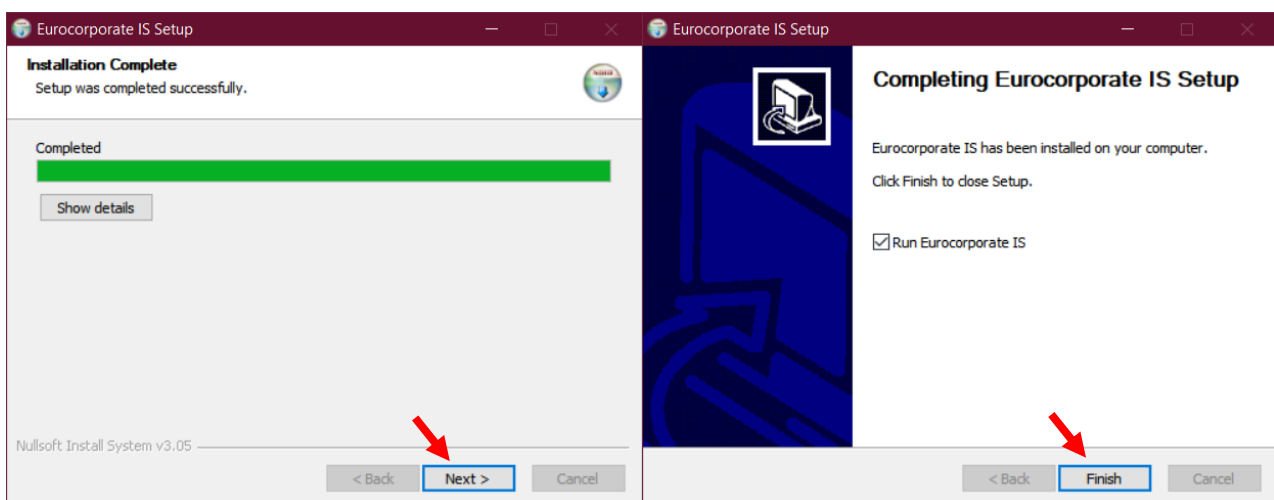 Eurocorporate IS Setup
Installation Complete
Setup was completed successfully.
Completed
Show details
Nullsoft Install System v3.05
< Back
Next >
Cancel
Eurocorporate IS Setup
Completing Eurocorporate IS Setup
Eurocorporate IS has been installed on your computer.
Click Finish to close Setup.
Run Eurocorporate IS
< Back
Finish
Cancel